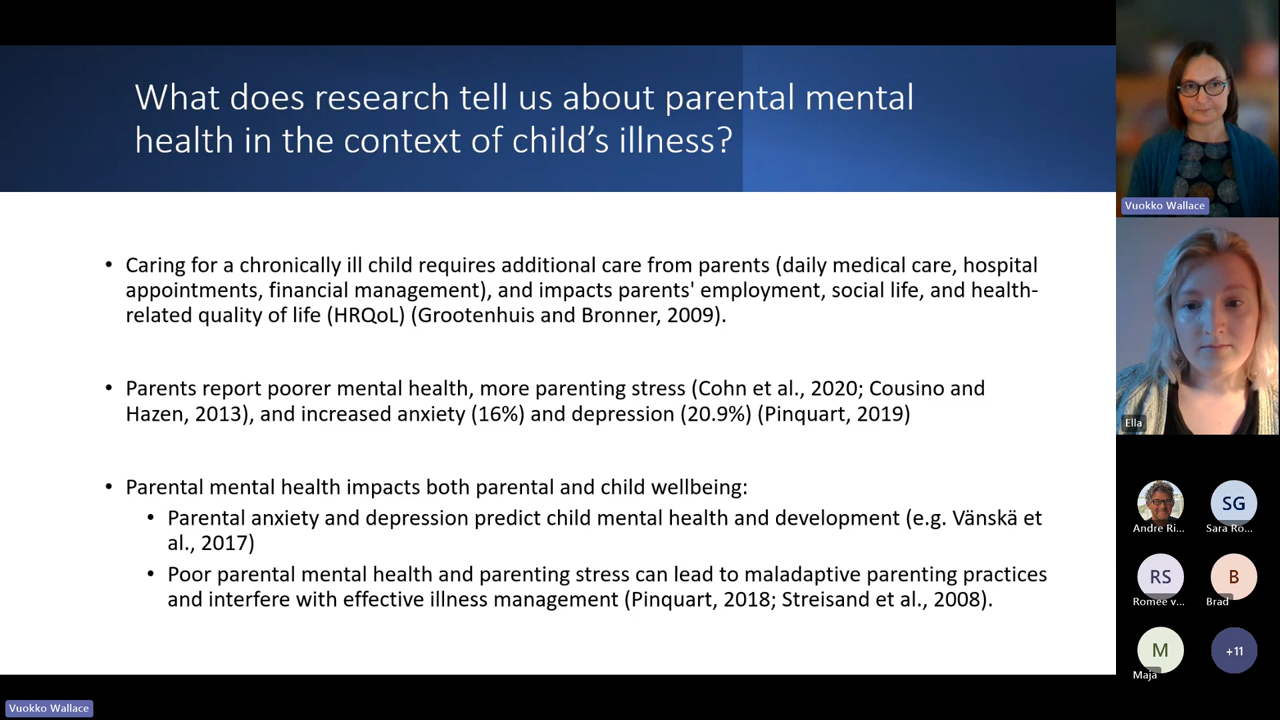 What does research tell us about parental mental
health in the context of child’s illness?
• Caring for a chronically ill child requires additional care from parents (daily medical care, hospital
appointments, financial management), and impacts parents' employment, social life, and health-
related quality of life (HRQoL) (Grootenhuis and Bronner, 2009).
• Parents report poorer mental health, more parenting stress (Cohn et al., 2020; Cousino and
Hazen, 2013), and increased anxiety (16%) and depression (20.9%) (Pinquart, 2019)
• Parental mental health impacts both parental and child wellbeing:
• Parental anxiety and depression predict child mental health and development (e.g. Vänskä et
al., 2017)
• Poor parental mental health and parenting stress can lead to maladaptive parenting practices
and interfere with effective illness management (Pinquart, 2018; Streisand et al., 2008).
Vuokko Wallace
Ella
Andre Ri...
SG
Sara Ro...
RS
Romee v...
B
Brad
M
Maja
+11
Vuokko Wallace